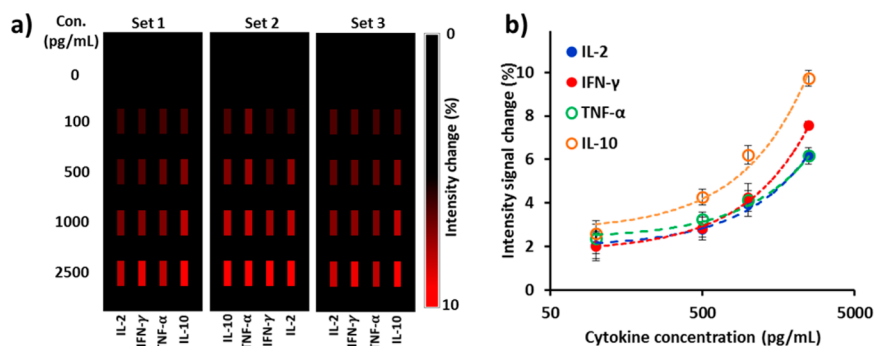 a)
Con.
(pg/mL)
Set 1
Set 2
Set 3
0
100
500
1000
2500
IL-2
IFN-γ
TNF-α
IL-10
IL-10
TNF-α
IFN-γ
IL-2
IL-2
IFN-γ
TNF-α
IL-10
0
Intensity change (%)
10
b)
IL-2
IFN-γ
TNF-α
IL-10
Intensity signal change (%)
10
8
6
4
2
0
50
500
5000
Cytokine concentration (pg/mL)